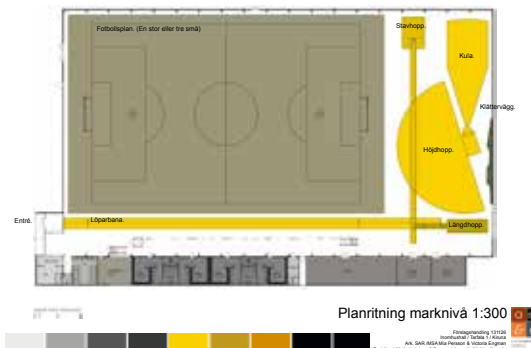 Fotbollsplan. (En stor eller tre små)
Stavhopp.
Kula.
Klättervägg.
Höjdhopp.
Entré.
Löparbana.
Längdhopp.
Planritning marknivå 1:300
Förslagshandling 131126
Inomhushall / Tarfala 1 / Kiruna
Ark. SAR /MSA Mia Persson & Victoria Engman